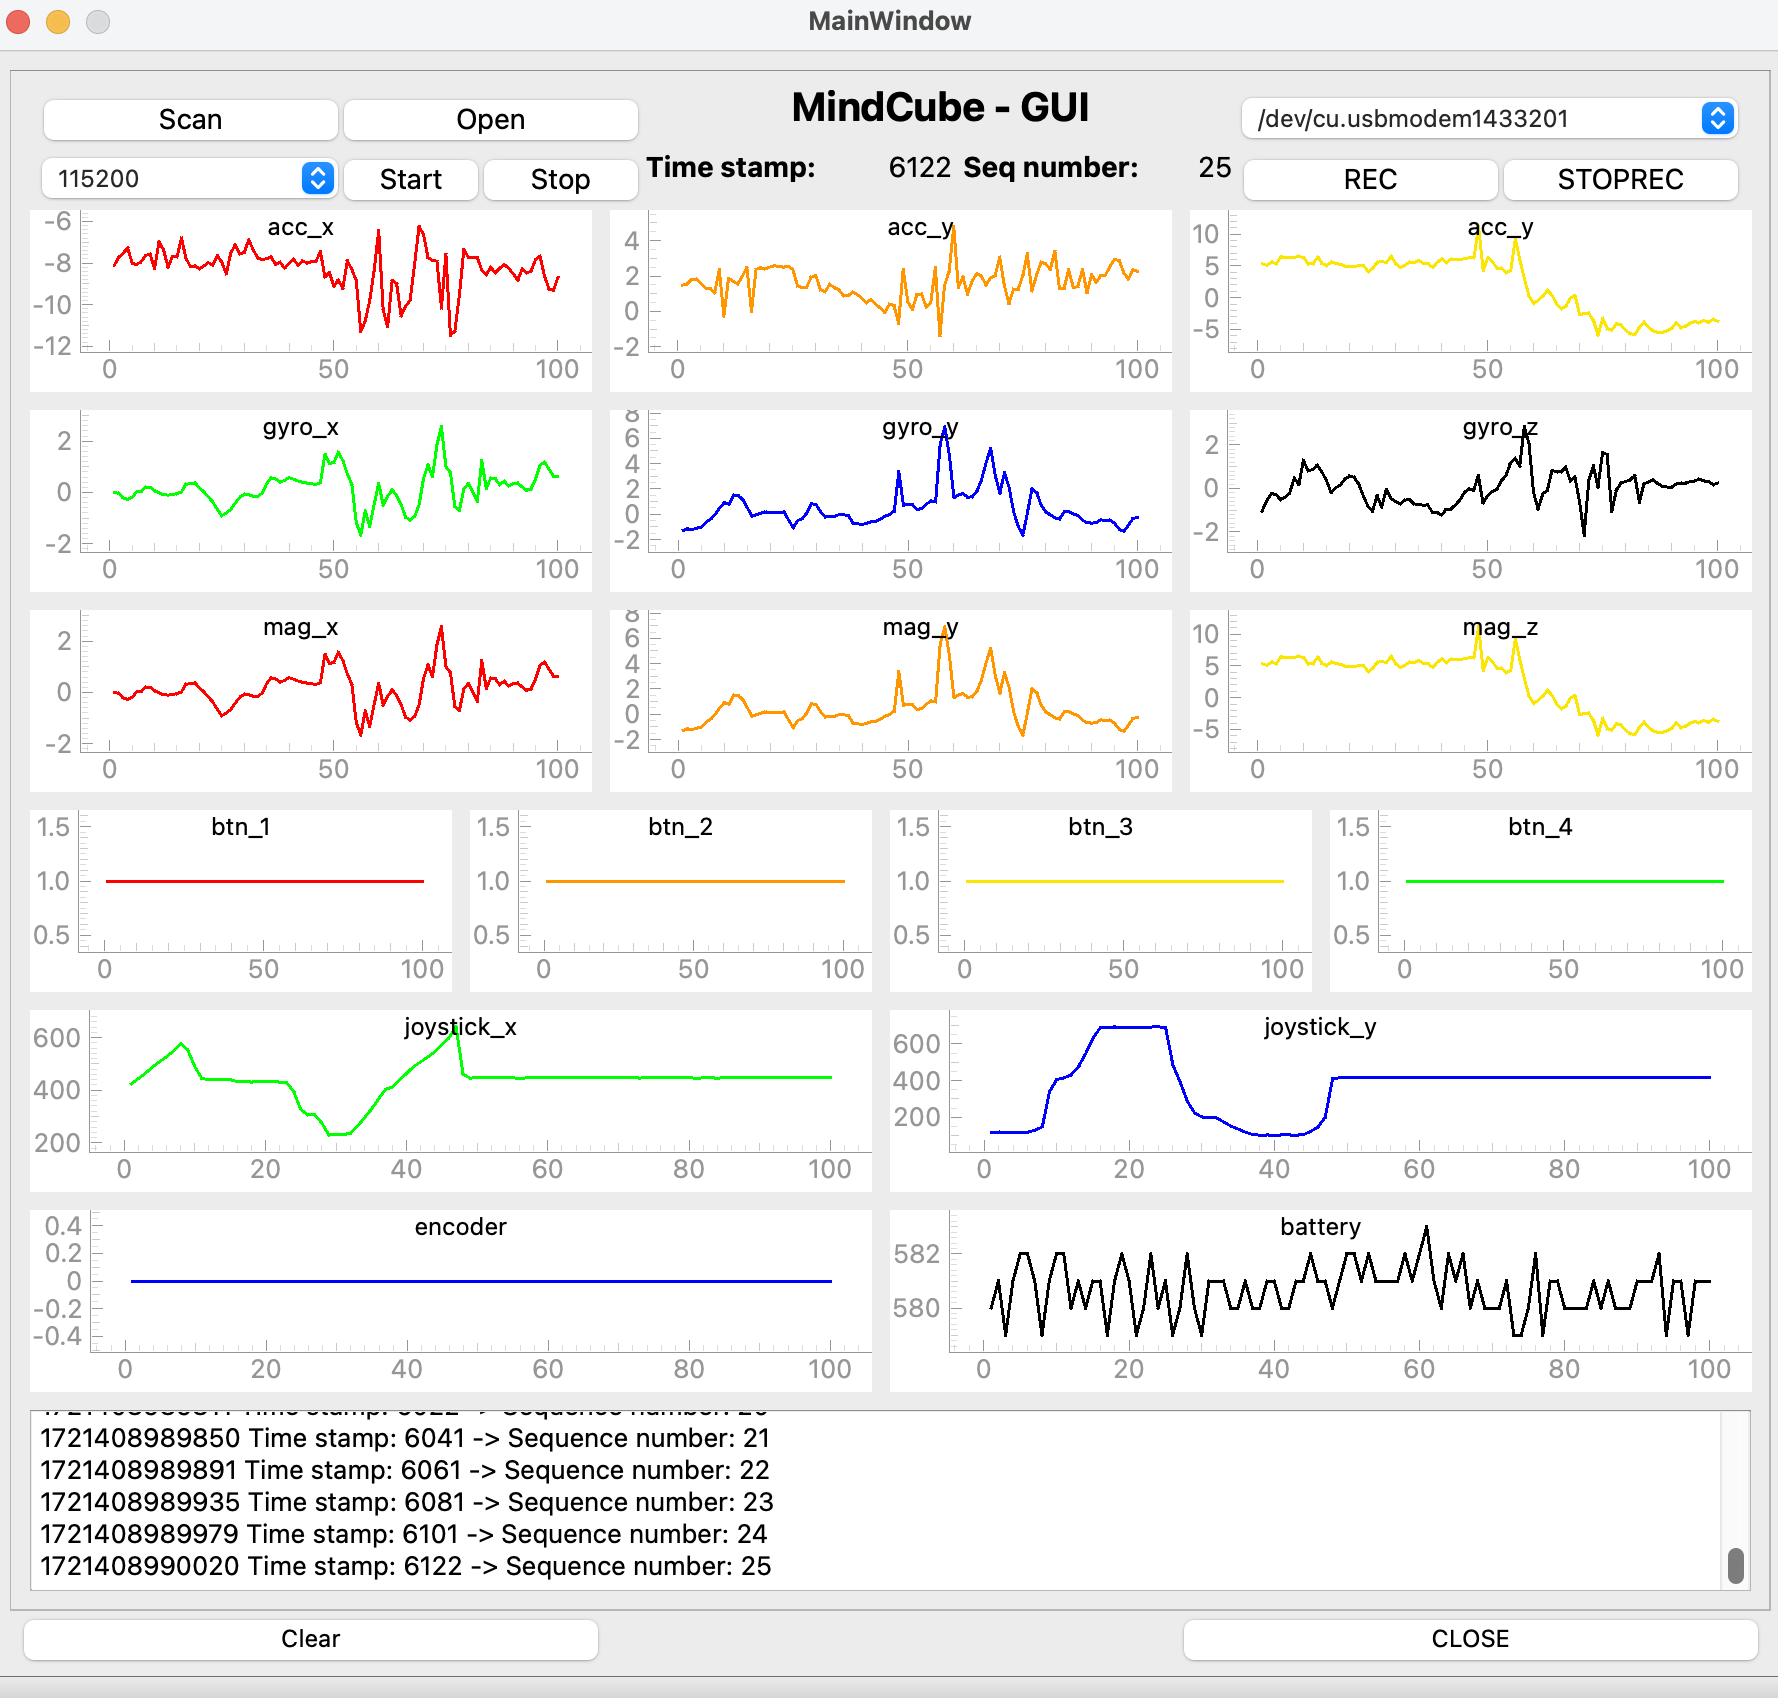 MainWindow
Scan
Open
MindCube - GUI
/dev/cu.usbmodem1433201
115200
Start
Stop
Time stamp: 6122 Seq number: 25
REC
STOPREC
acc_x
-6
-8
-10
-12
0 50 100
acc_y
4
2
0
-2
0 50 100
acc_y
10
5
0
-5
0 50 100
gyro_x
2
0
-2
0 50 100
gyro_y
8
6
4
2
0
-2
0 50 100
gyro_z
2
0
-2
0 50 100
mag_x
2
0
-2
0 50 100
mag_y
8
6
4
2
0
-2
0 50 100
mag_z
10
5
0
-5
0 50 100
btn_1
1.5
1.0
0.5
0 50 100
btn_2
1.5
1.0
0.5
0 50 100
btn_3
1.5
1.0
0.5
0 50 100
btn_4
1.5
1.0
0.5
0 50 100
joystick_x
600
400
200
0 20 40 60 80 100
joystick_y
600
400
200
0 20 40 60 80 100
encoder
0.4
0.2
0
-0.2
-0.4
0 20 40 60 80 100
battery
582
580
0 20 40 60 80 100
1721408989850 Time stamp: 6041 -> Sequence number: 21
1721408989891 Time stamp: 6061 -> Sequence number: 22
1721408989935 Time stamp: 6081 -> Sequence number: 23
1721408989979 Time stamp: 6101 -> Sequence number: 24
1721408990020 Time stamp: 6122 -> Sequence number: 25
Clear
CLOSE